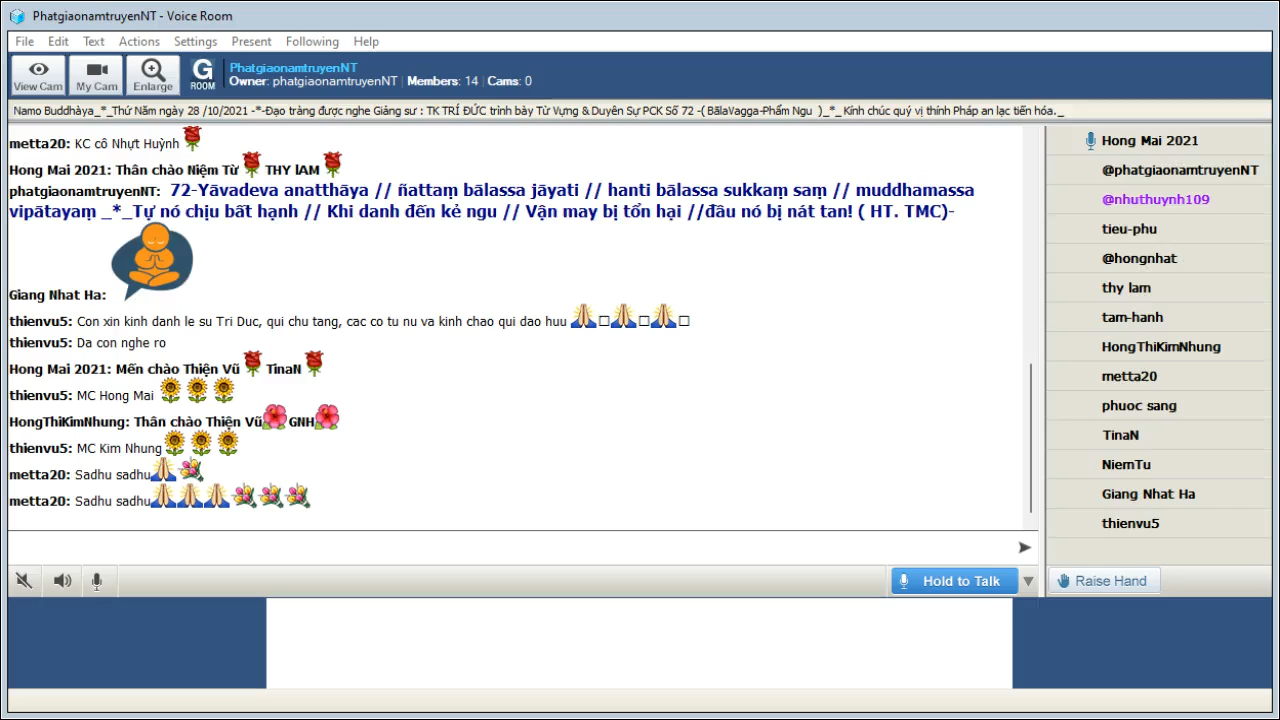 PhatgiaonamtruyenNT - Voice Room
File Edit Text Actions Settings Present Following Help
View Cam My Cam Enlarge G ROOM
PhatgiaonamtruyenNT
Owner: phatgiaonamtruyenNT Members: 14 Cams: 0
Namo Buddhàya_*_Thứ Năm ngày 28 /10/2021 -*-Đạo tràng được nghe Giảng sư : TK TRÍ ĐỨC trình bày Từ Vựng & Duyên Sự PCK Số 72 -( BālaVagga-Phẩm Ngu )_*_ Kính chúc quý vị thính Pháp an lạc tiến hóa._
metta20: KC cô Nhựt Huỳnh
Hong Mai 2021: Thân chào Niệm Từ THY lAM
phatgiaonamtruyenNT: 72-Yāvadeva anatthāya // ñattaṃ bālassa jāyati // hanti bālassa sukkaṃ saṃ // muddhamassa
vipātayaṃ _*_Tự nó chịu bất hạnh // Khi danh đến kẻ ngu // Vận may bị tổn hại //đầu nó bị nát tan! ( HT. TMC)-
Giang Nhat Ha:
thienvu5: Con xin kinh danh le su Tri Duc, qui chu tang, cac co tu nu va kinh chao qui dao huu
thienvu5: Da con nghe ro
Hong Mai 2021: Mến chào Thiện Vũ TinaN
thienvu5: MC Hong Mai
HongThiKimNhung: Thân chào Thiện Vũ GNH
thienvu5: MC Kim Nhung
metta20: Sadhu sadhu
metta20: Sadhu sadhu
Hong Mai 2021
@phatgiaonamtruyenNT
@nhuthuynh109
tieu-phu
@hongnhat
thy lam
tam-hanh
HongThiKimNhung
metta20
phuoc sang
TinaN
NiemTu
Giang Nhat Ha
thienvu5
Hold to Talk
Raise Hand